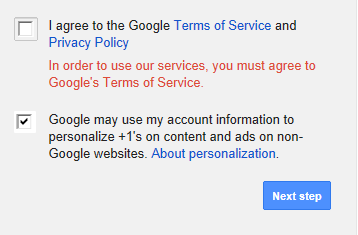 I agree to the Google Terms of Service and
Privacy Policy
In order to use our services, you must agree to
Google's Terms of Service.
Google may use my account information to
personalize +1's on content and ads on non-
Google websites. About personalization.
Next step